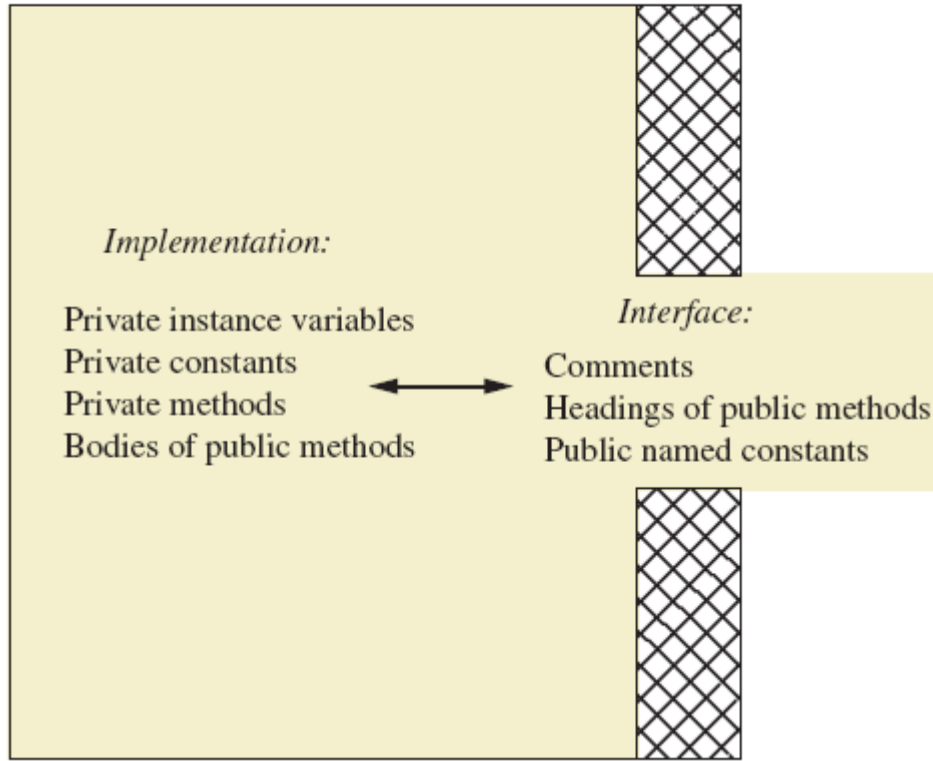 Implementation:
Private instance variables
Private constants
Private methods
Bodies of public methods
Interface:
Comments
Headings of public methods
Public named constants